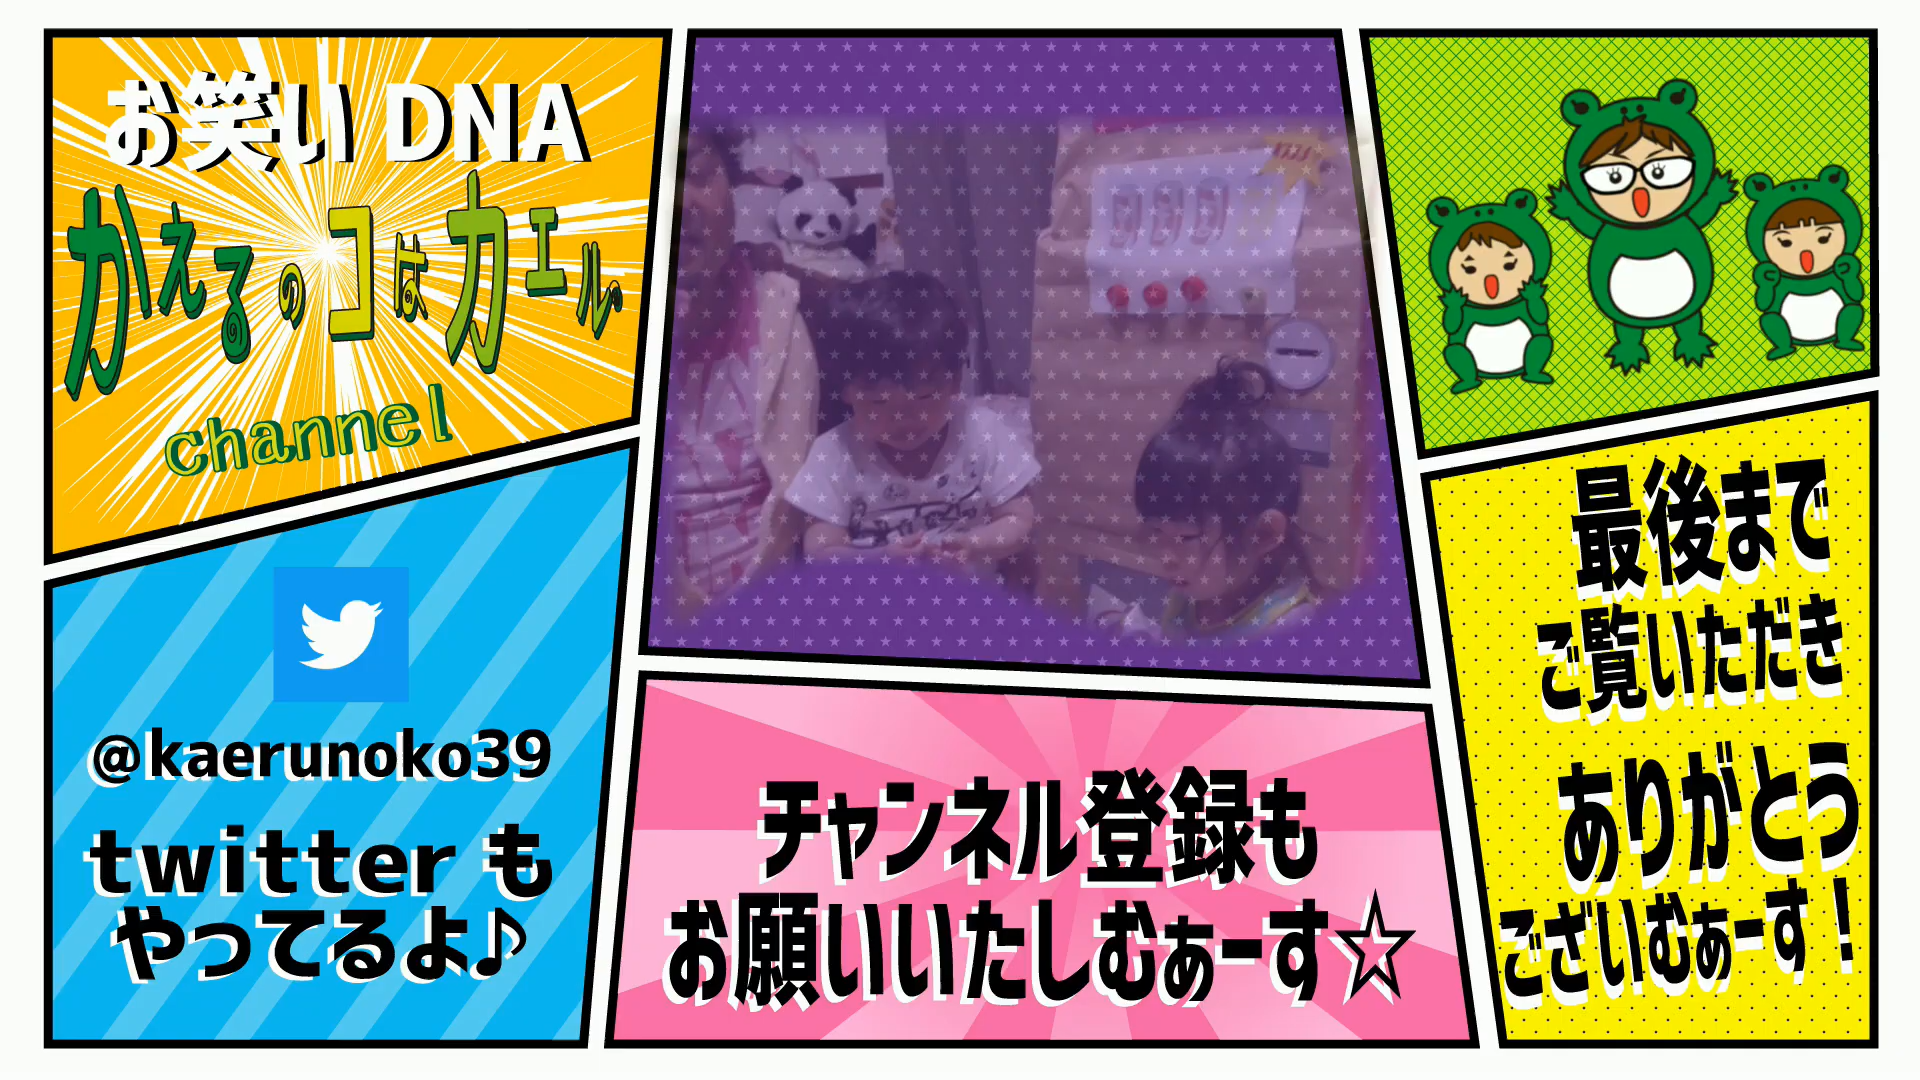 お笑い DNA
かえるのコはカエル。
channel
@kaerunoko39
twitter も
やってるよ♪
チャンネル登録も
お願いいたしむぁーす☆
最後まで
ご覧いただき
ありがとう
ございむぁーす！